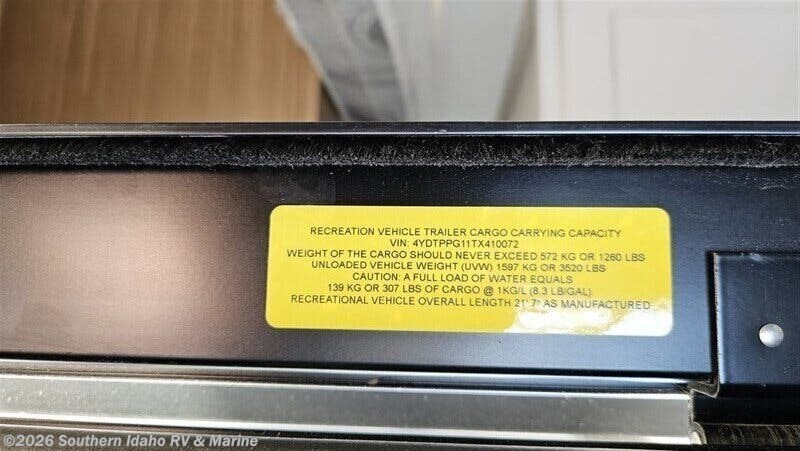 RECREATION VEHICLE TRAILER CARGO CARRYING CAPACITY
VIN: 4YDTPPG11TX410072
WEIGHT OF THE CARGO SHOULD NEVER EXCEED 572 KG OR 1260 LBS
UNLOADED VEHICLE WEIGHT (UVW) 1597 KG OR 3520 LBS
CAUTION: A FULL LOAD OF WATER EQUALS
139 KG OR 307 LBS OF CARGO @ 1KG/L (8.3 LB/GAL)
RECREATIONAL VEHICLE OVERALL LENGTH 21' 7" AS MANUFACTURED
©2026 Southern Idaho RV & Marine